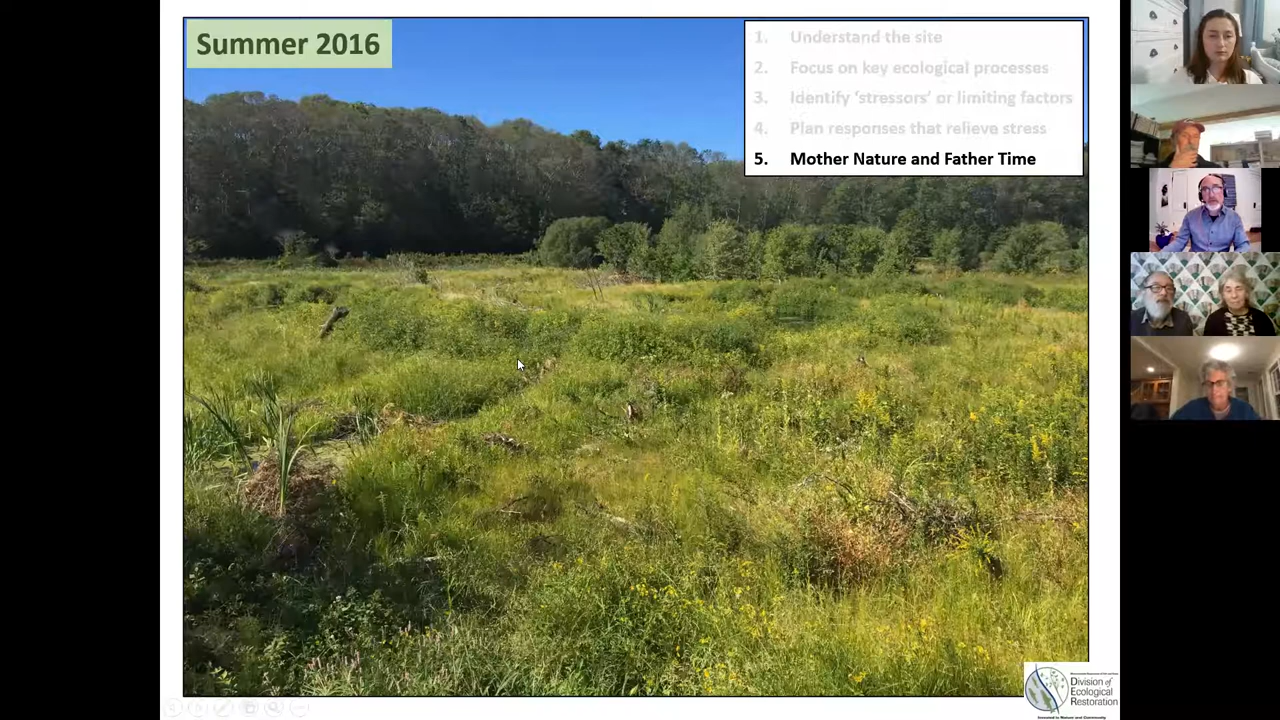 Summer 2016
1. Understand the site
2. Focus on key ecological processes
3. Identify ‘stressors’ or limiting factors
4. Plan responses that relieve stress
5. Mother Nature and Father Time
Division of
Ecological
Restoration